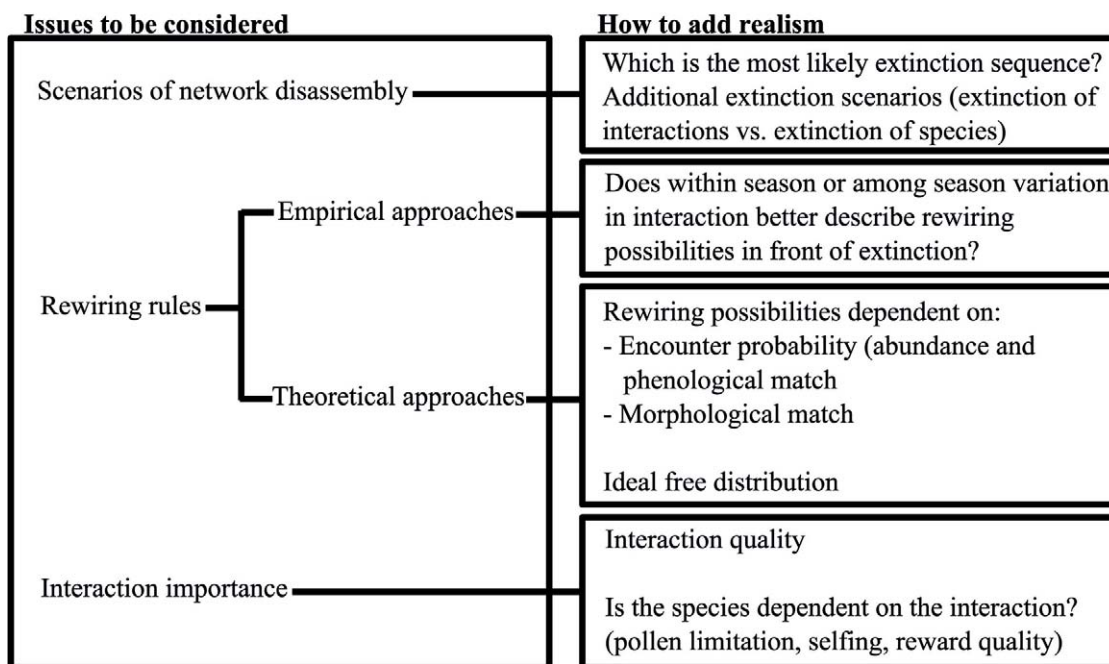 Issues to be considered
How to add realism
Scenarios of network disassembly
Which is the most likely extinction sequence?
Additional extinction scenarios (extinction of
interactions vs. extinction of species)
Rewiring rules
Empirical approaches
Does within season or among season variation
in interaction better describe rewiring
possibilities in front of extinction?
Theoretical approaches
Rewiring possibilities dependent on:
- Encounter probability (abundance and
phenological match
- Morphological match
Ideal free distribution
Interaction importance
Interaction quality
Is the species dependent on the interaction?
(pollen limitation, selfing, reward quality)